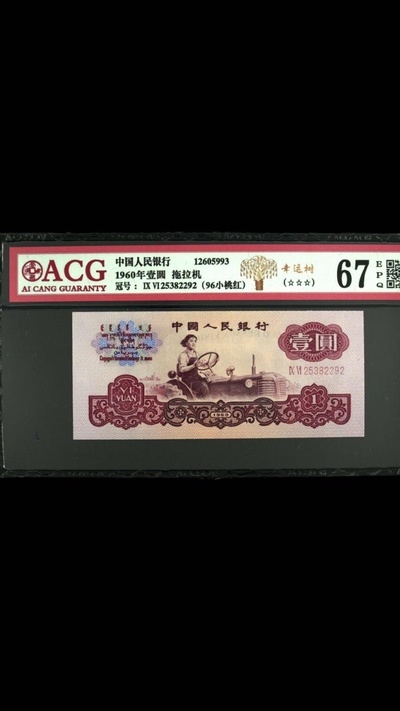 ACG
AI CANG GUARANTY
中国人民银行 12605993
1960年壹圆 拖拉机
冠号: IX VI 25382292 (96小桃红)
幸运树
(☆☆☆)
67 EPQ
中国人民银行
壹圆
IX VI 25382292
YI
YUAN
1
1960